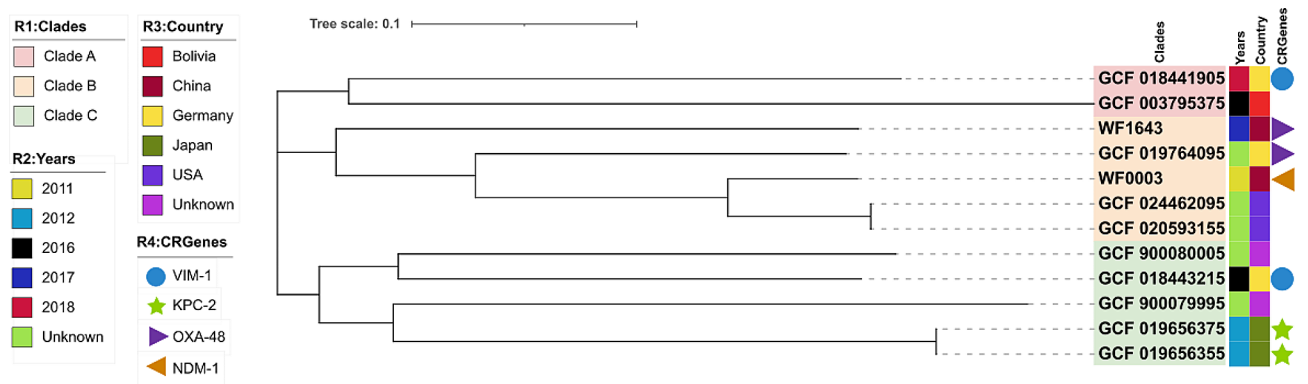 R1:Clades
Clade A
Clade B
Clade C
R2:Years
2011
2012
2016
2017
2018
Unknown
R3:Country
Bolivia
China
Germany
Japan
USA
Unknown
R4:CRGenes
VIM-1
KPC-2
OXA-48
NDM-1
Tree scale: 0.1
Clades
Years
Country
CRGenes
GCF 018441905
GCF 003795375
WF1643
GCF 019764095
WF0003
GCF 024462095
GCF 020593155
GCF 900080005
GCF 018443215
GCF 900079995
GCF 019656375
GCF 019656355